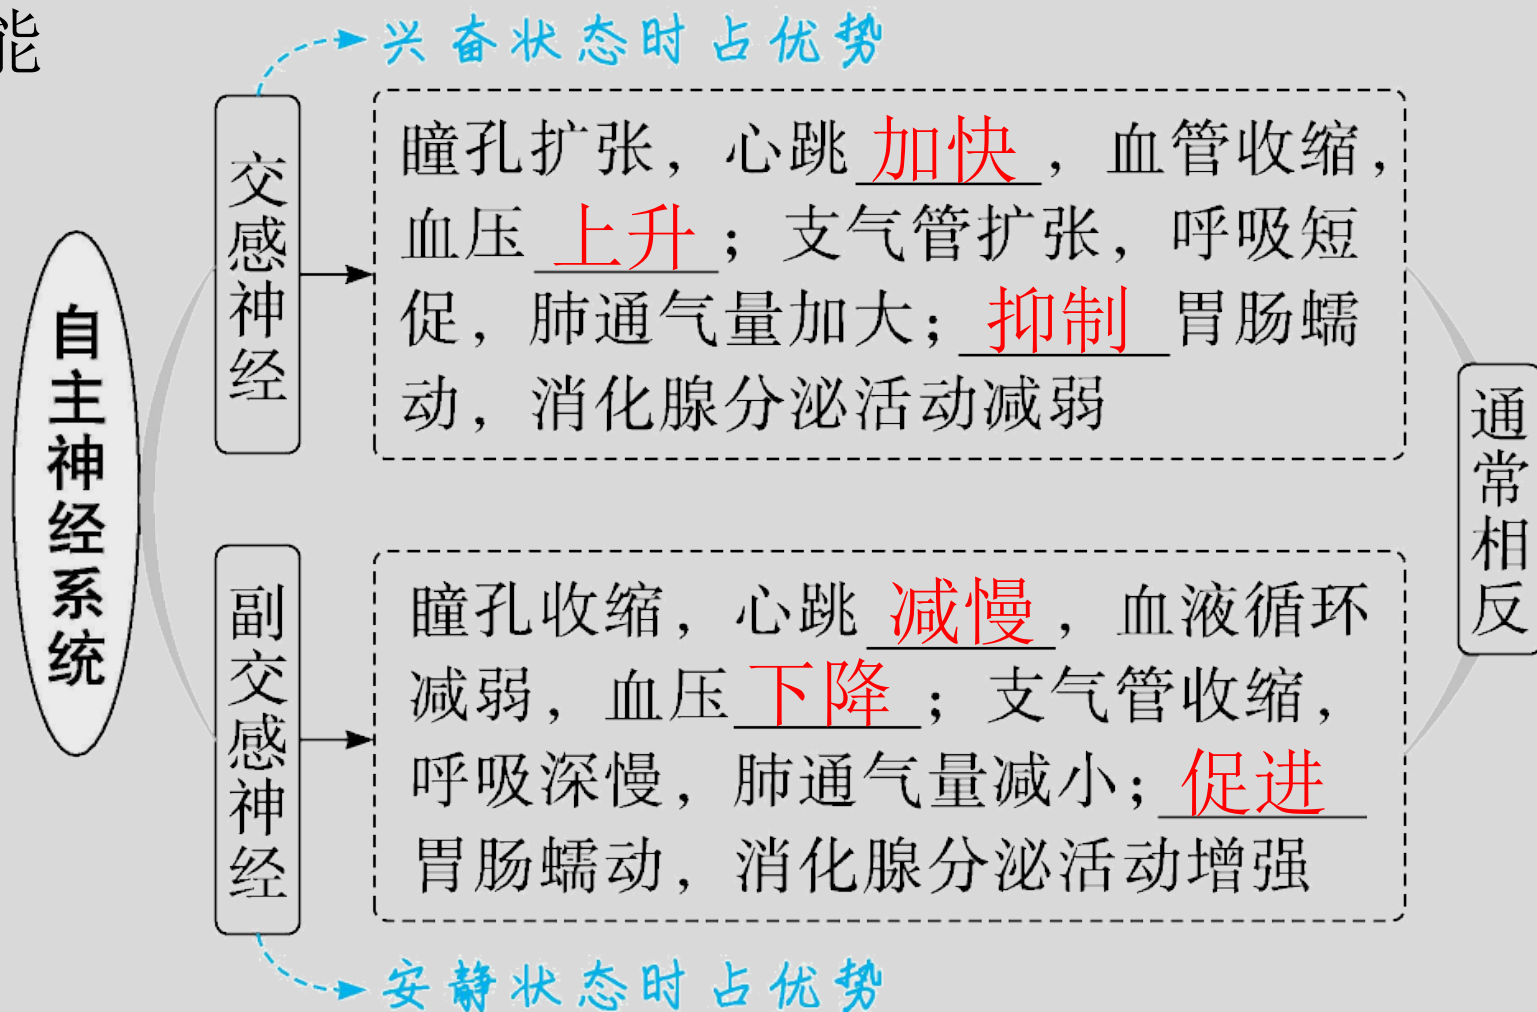 能
兴奋状态时占优势
交感神经
瞳孔扩张，心跳加快，血管收缩，
血压上升；支气管扩张，呼吸短
促，肺通气量加大；抑制胃肠蠕
动，消化腺分泌活动减弱
自主神经系统
通常相反
副交感神经
瞳孔收缩，心跳减慢，血液循环
减弱，血压下降；支气管收缩，
呼吸深慢，肺通气量减小；促进
胃肠蠕动，消化腺分泌活动增强
安静状态时占优势